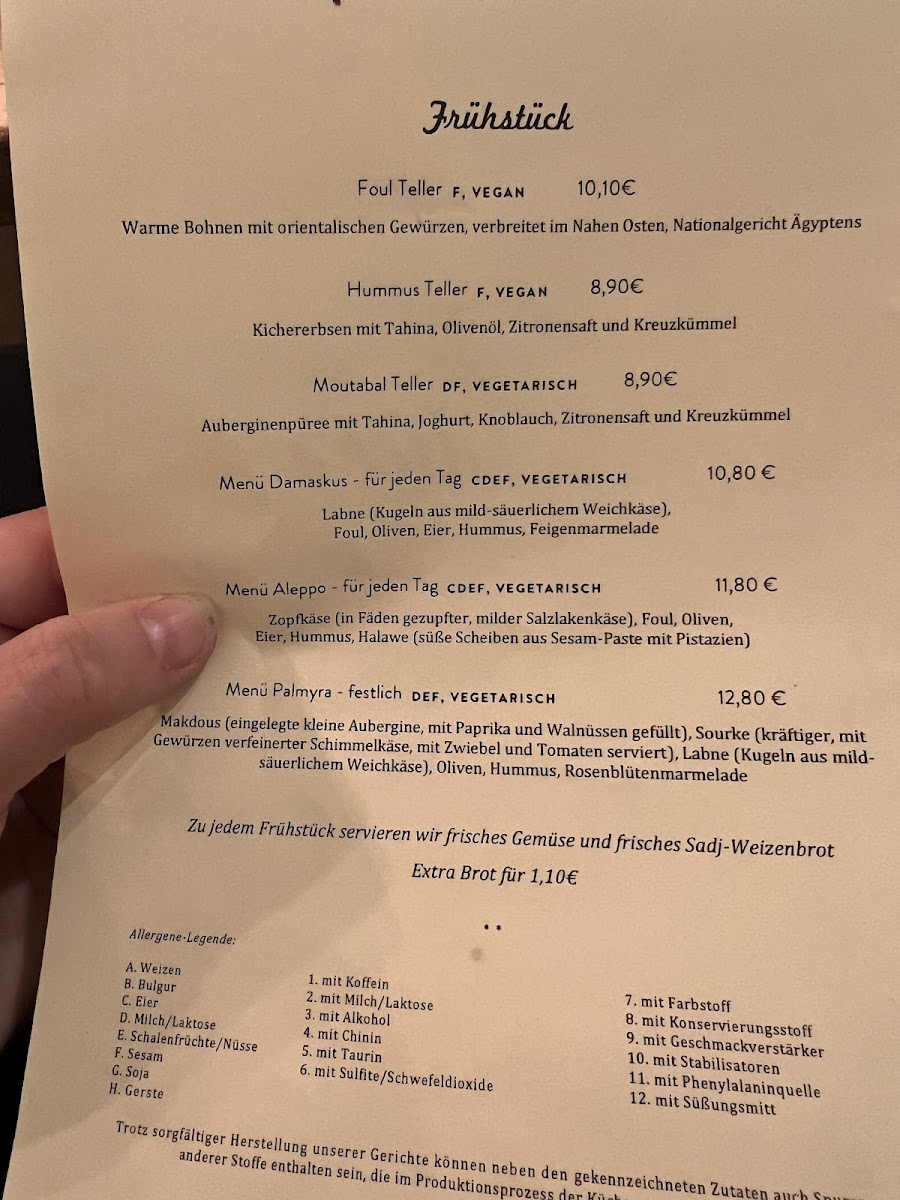 Frühstück
Foul Teller F, VEGAN 10,10€
Warme Bohnen mit orientalischen Gewürzen, verbreitet im Nahen Osten, Nationalgericht Ägyptens
Hummus Teller F, VEGAN 8,90€
Kichererbsen mit Tahina, Olivenöl, Zitronensaft und Kreuzkümmel
Moutabal Teller DF, VEGETARISCH 8,90€
Auberginenpüree mit Tahina, Joghurt, Knoblauch, Zitronensaft und Kreuzkümmel
Menü Damaskus - für jeden Tag CDEF, VEGETARISCH 10,80 €
Labne (Kugeln aus mild-säuerlichem Weichkäse),
Foul, Oliven, Eier, Hummus, Feigenmarmelade
Menü Aleppo - für jeden Tag CDEF, VEGETARISCH 11,80 €
Zopfkäse (in Fäden gezupfter, milder Salzlakenkäse), Foul, Oliven,
Eier, Hummus, Halawe (süße Scheiben aus Sesam-Paste mit Pistazien)
Menü Palmyra - festlich DEF, VEGETARISCH 12,80 €
Makdous (eingelegte kleine Aubergine, mit Paprika und Walnüssen gefüllt), Sourke (kräftiger, mit
Gewürzen verfeinerter Schimmelkäse, mit Zwiebel und Tomaten serviert), Labne (Kugeln aus mild-
säuerlichem Weichkäse), Oliven, Hummus, Rosenblütenmarmelade
Zu jedem Frühstück servieren wir frisches Gemüse und frisches Sadj-Weizenbrot
Extra Brot für 1,10€
**
Allergene-Legende:
A. Weizen
B. Bulgur
C. Eier
D. Milch/Laktose
E. Schalenfrüchte/Nüsse
F. Sesam
G. Soja
H. Gerste
1. mit Koffein
2. mit Milch/Laktose
3. mit Alkohol
4. mit Chinin
5. mit Taurin
6. mit Sulfite/Schwefeldioxide
7. mit Farbstoff
8. mit Konservierungsstoff
9. mit Geschmackverstärker
10. mit Stabilisatoren
11. mit Phenylalaninquelle
12. mit Süßungsmitt
Trotz sorgfältiger Herstellung unserer Gerichte können neben den gekennzeichneten Zutaten auch
anderer Stoffe enthalten sein, die im Produktionsprozess der